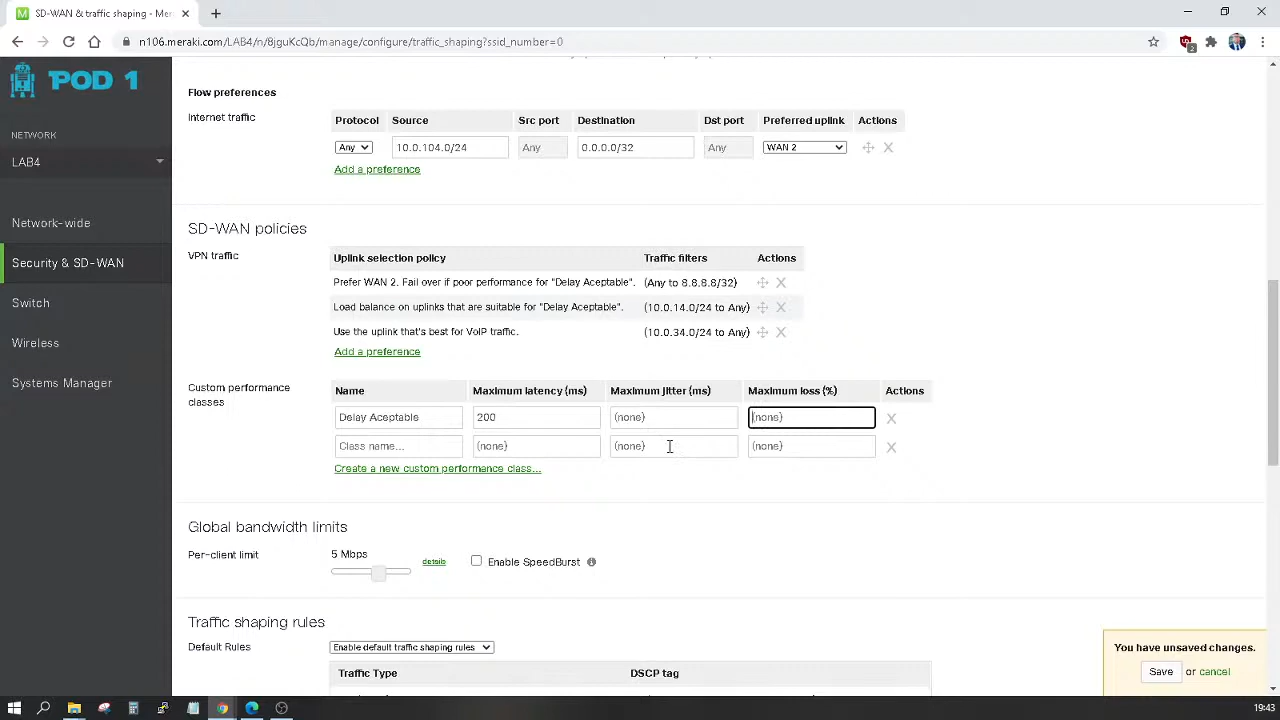 SD-WAN & traffic shaping - Mer
n106.meraki.com/LAB4/n/8jguKcQb/manage/configure/traffic_shaping?ssid_number=0
2
POD 1
NETWORK
LAB4
Network-wide
Security & SD-WAN
Switch
Wireless
Systems Manager
Flow preferences
Internet traffic
Protocol Source Src port Destination Dst port Preferred uplink Actions
Any 10.0.104.0/24 Any 0.0.0.0/32 Any WAN 2
Add a preference
SD-WAN policies
VPN traffic
Uplink selection policy Traffic filters Actions
Prefer WAN 2. Fail over if poor performance for "Delay Aceptable". (Any to 8.8.8.8/32)
Load balance on uplinks that are suitable for "Delay Aceptable". (10.0.14.0/24 to Any)
Use the uplink that's best for VoIP traffic. (10.0.34.0/24 to Any)
Add a preference
Custom performance
classes
Name Maximum latency (ms) Maximum jitter (ms) Maximum loss (%) Actions
Delay Aceptable 200 (none) (none)
Class name... (none) (none) (none)
Create a new custom performance class...
Global bandwidth limits
Per-client limit
5 Mbps
details
Enable SpeedBurst
Traffic shaping rules
Default Rules
Enable default traffic shaping rules
Traffic Type DSCP tag
You have unsaved changes.
Save or cancel
19:43